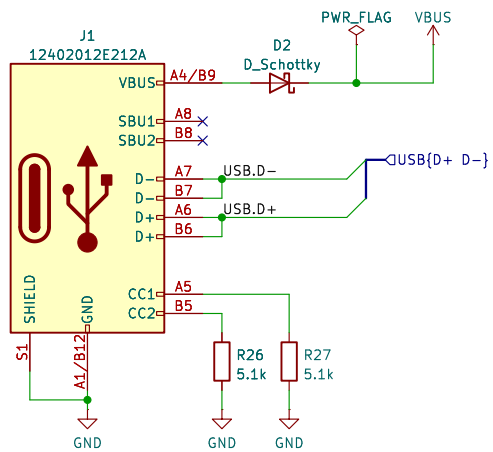 PWR_FLAG
VBUS
J1
12402012E212A
D2
D_Schottky
VBUS
A4/B9
SBU1
A8
SBU2
B8
D-
A7
USB.D-
USB{D+ D-}
D-
B7
D+
A6
USB.D+
D+
B6
CC1
A5
CC2
B5
SHIELD
GND
S1
A1/B12
R26
5.1k
R27
5.1k
GND
GND
GND